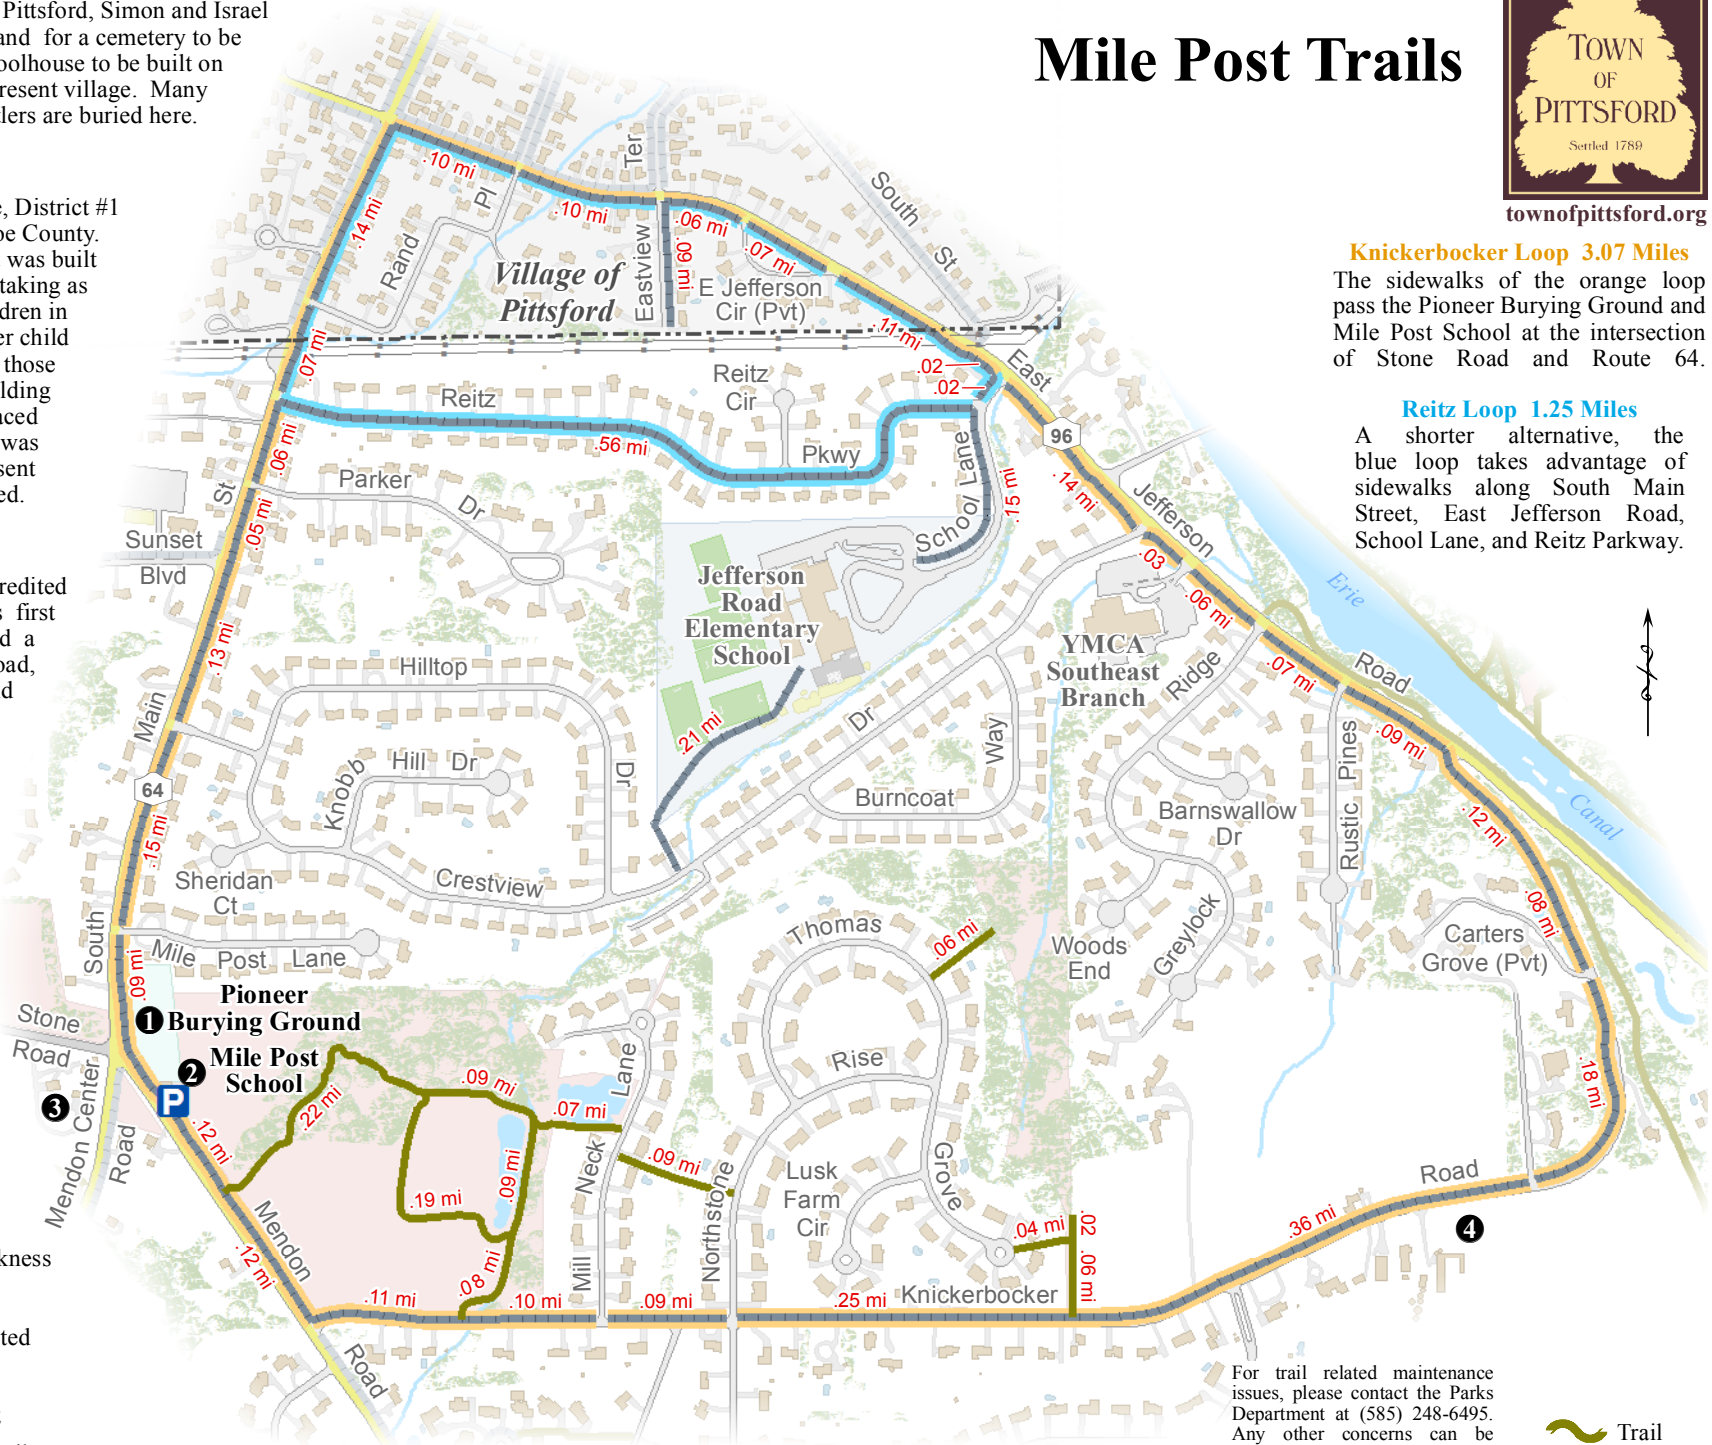 Pittsford, Simon and Israel
and for a cemetery to be
oolhouse to be built on
resent village. Many
tlers are buried here.
, District #1
oe County.
was built
taking as
dren in
er child
those
lding
aced
was
sent
ed.
redited
s first
d a
oad,
d
kness
ted
Mile Post Trails
TOWN
OF
PITTSFORD
Settled 1789
townofpittsford.org
Knickerbocker Loop 3.07 Miles
The sidewalks of the orange loop
pass the Pioneer Burying Ground and
Mile Post School at the intersection
of Stone Road and Route 64.
Reitz Loop 1.25 Miles
A shorter alternative, the
blue loop takes advantage of
sidewalks along South Main
Street, East Jefferson Road,
School Lane, and Reitz Parkway.
.10 mi
.14 mi
Rand
Pl
.10 mi
Ter
Eastview
.06 mi
.09 mi
.07 mi
South
St
Village of
Pittsford
E Jefferson
Cir (Pvt)
.11 mi
.07 mi
.02
.02
East
Reitz
Reitz
Cir
.56 mi
Pkwy
96
.06 mi
Parker
Dr
School Lane
.15 mi
.14 mi
Jefferson
St
.05 mi
Sunset
Blvd
.03
Jefferson
Road
Elementary
School
.06 mi
Erie
YMCA
Southeast
Branch
.13 mi
Hilltop
Ridge
.07 mi
Road
Main
.21 mi
Dr
Way
Rustic Pines
.09 mi
64
Knobb
Hill Dr
Dr
Burncoat
Barnswallow
Dr
.12 mi
Canal
.15 mi
Sheridan
Ct
Crestview
.08 mi
South
Mile Post Lane
Thomas
.06 mi
Woods
End
Greylock
Carters
Grove (Pvt)
.09 mi
Pioneer
1 Burying Ground
Stone
Road
2 Mile Post
School
P
3
Mendon Center
Road
.22 mi
.09 mi
.07 mi
Lane
Rise
.18 mi
.12 mi
.19 mi
.09 mi
Neck
.09 mi
Northstone
Lusk
Farm
Cir
Grove
Road
4
Mendon
.12 mi
.08 mi
Mill
.04 mi
.02
.06 mi
.36 mi
.11 mi
.10 mi
.09 mi
.25 mi
Knickerbocker
Road
For trail related maintenance
issues, please contact the Parks
Department at (585) 248-6495.
Any other concerns can be
Trail